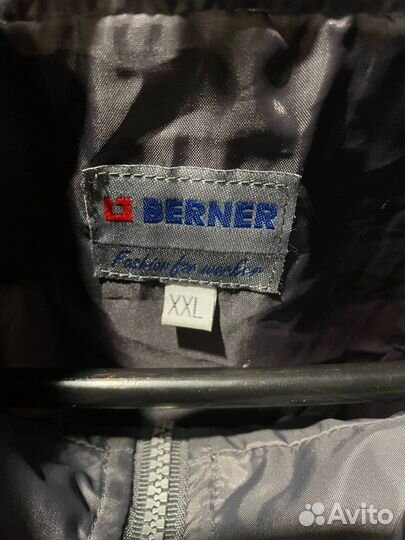 BERNER
Fashion for worker
XXL
Avito